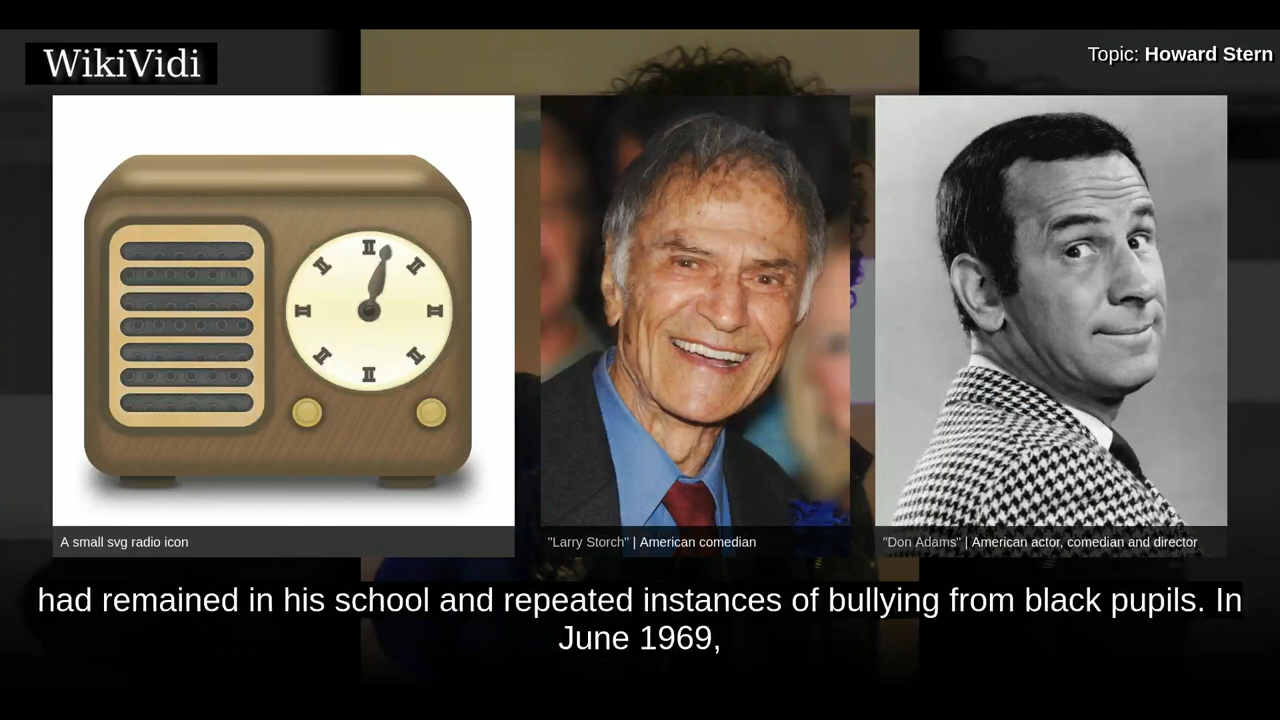 WikiVidi
Topic: Howard Stern
A small svg radio icon
"Larry Storch" | American comedian
"Don Adams" | American actor, comedian and director
had remained in his school and repeated instances of bullying from black pupils. In
June 1969,